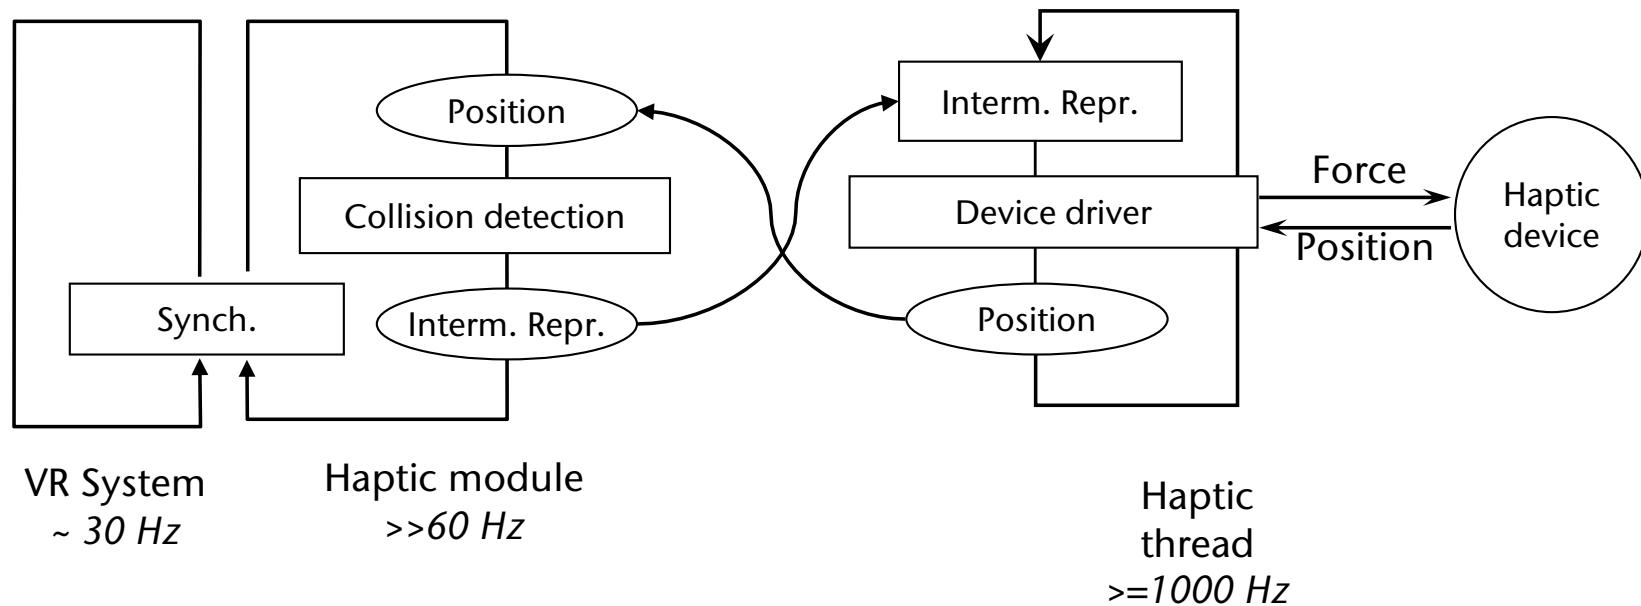 Position
Collision detection
Synch.
Interm. Repr.
VR System
~ 30 Hz
Haptic module
>>60 Hz
Interm. Repr.
Device driver
Position
Force
Position
Haptic
device
Haptic
thread
>=1000 Hz